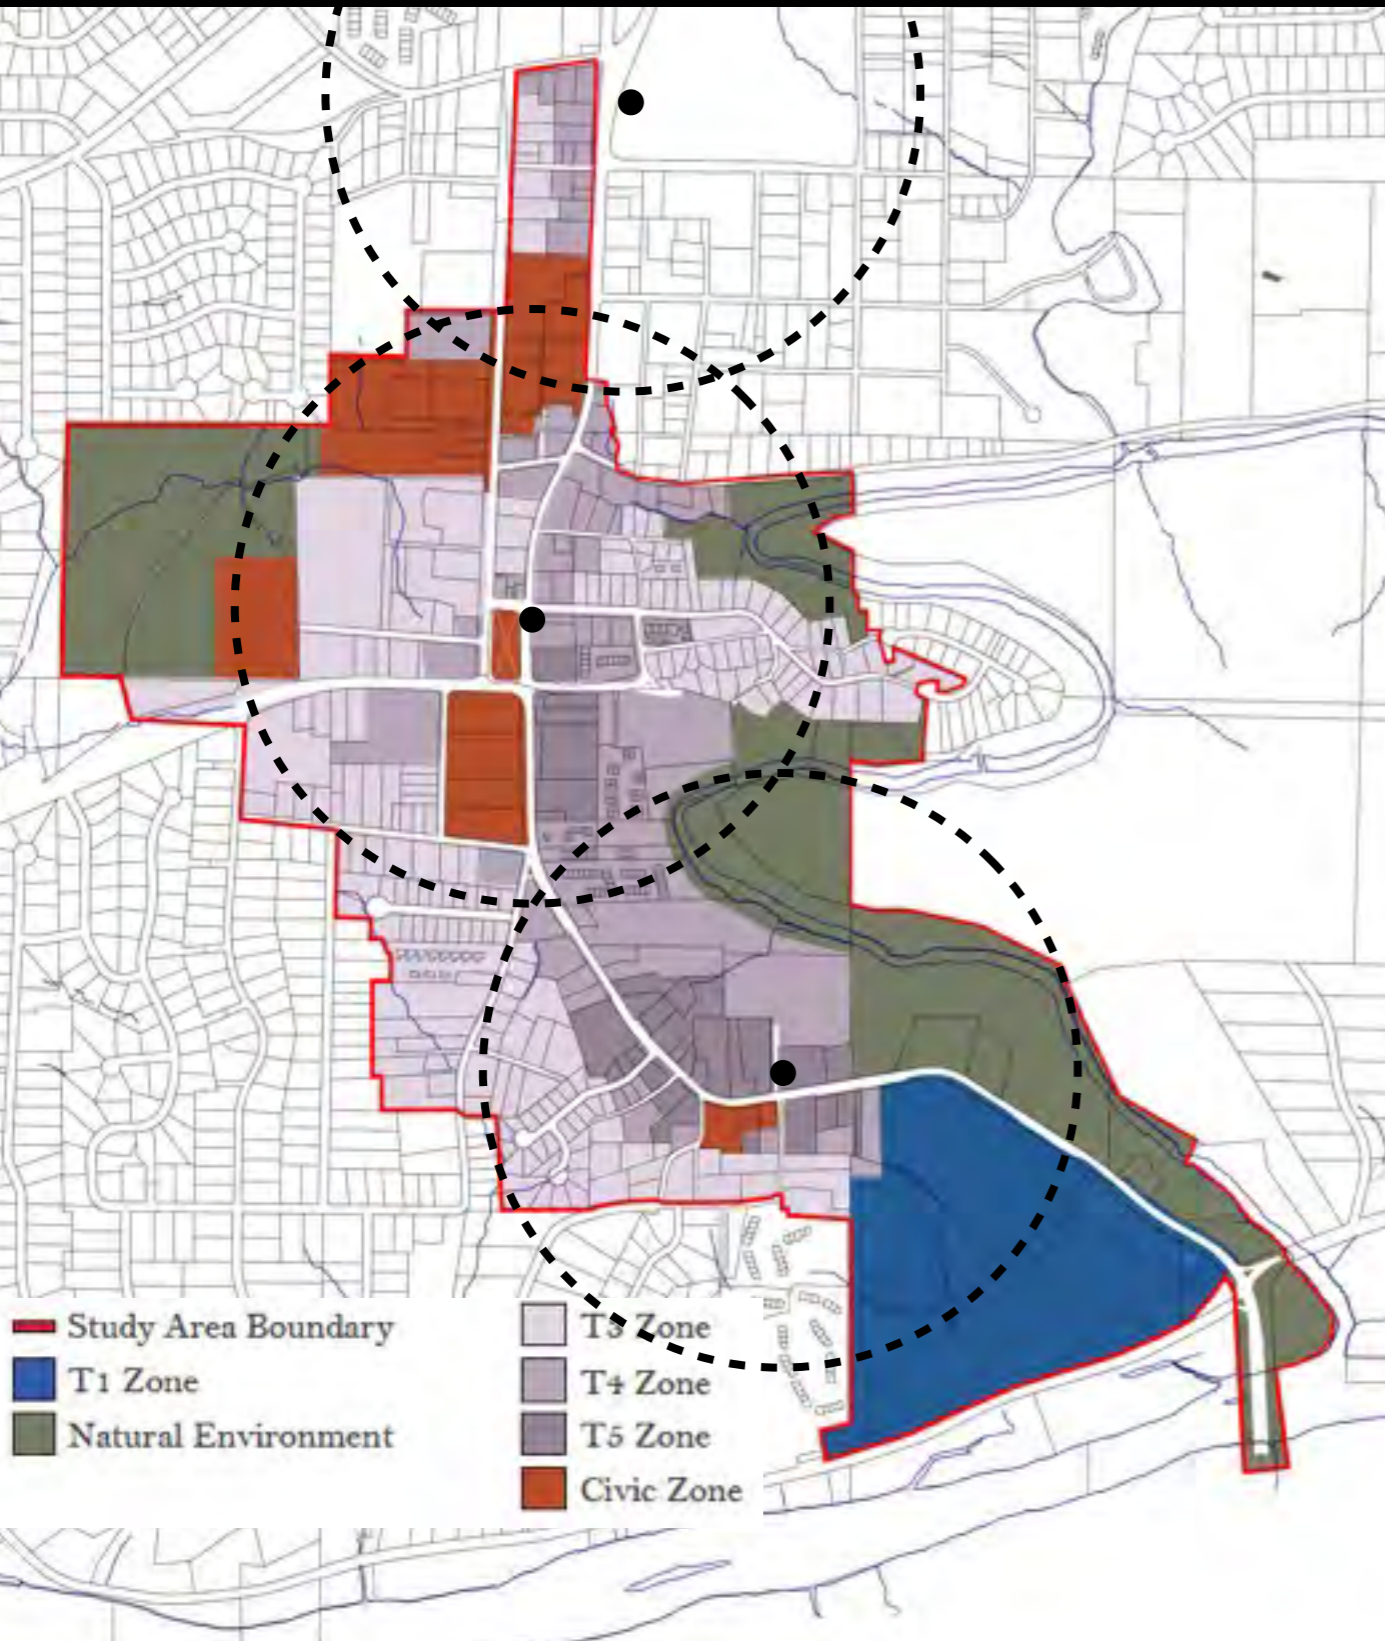 Study Area Boundary
T1 Zone
Natural Environment
T3 Zone
T4 Zone
T5 Zone
Civic Zone